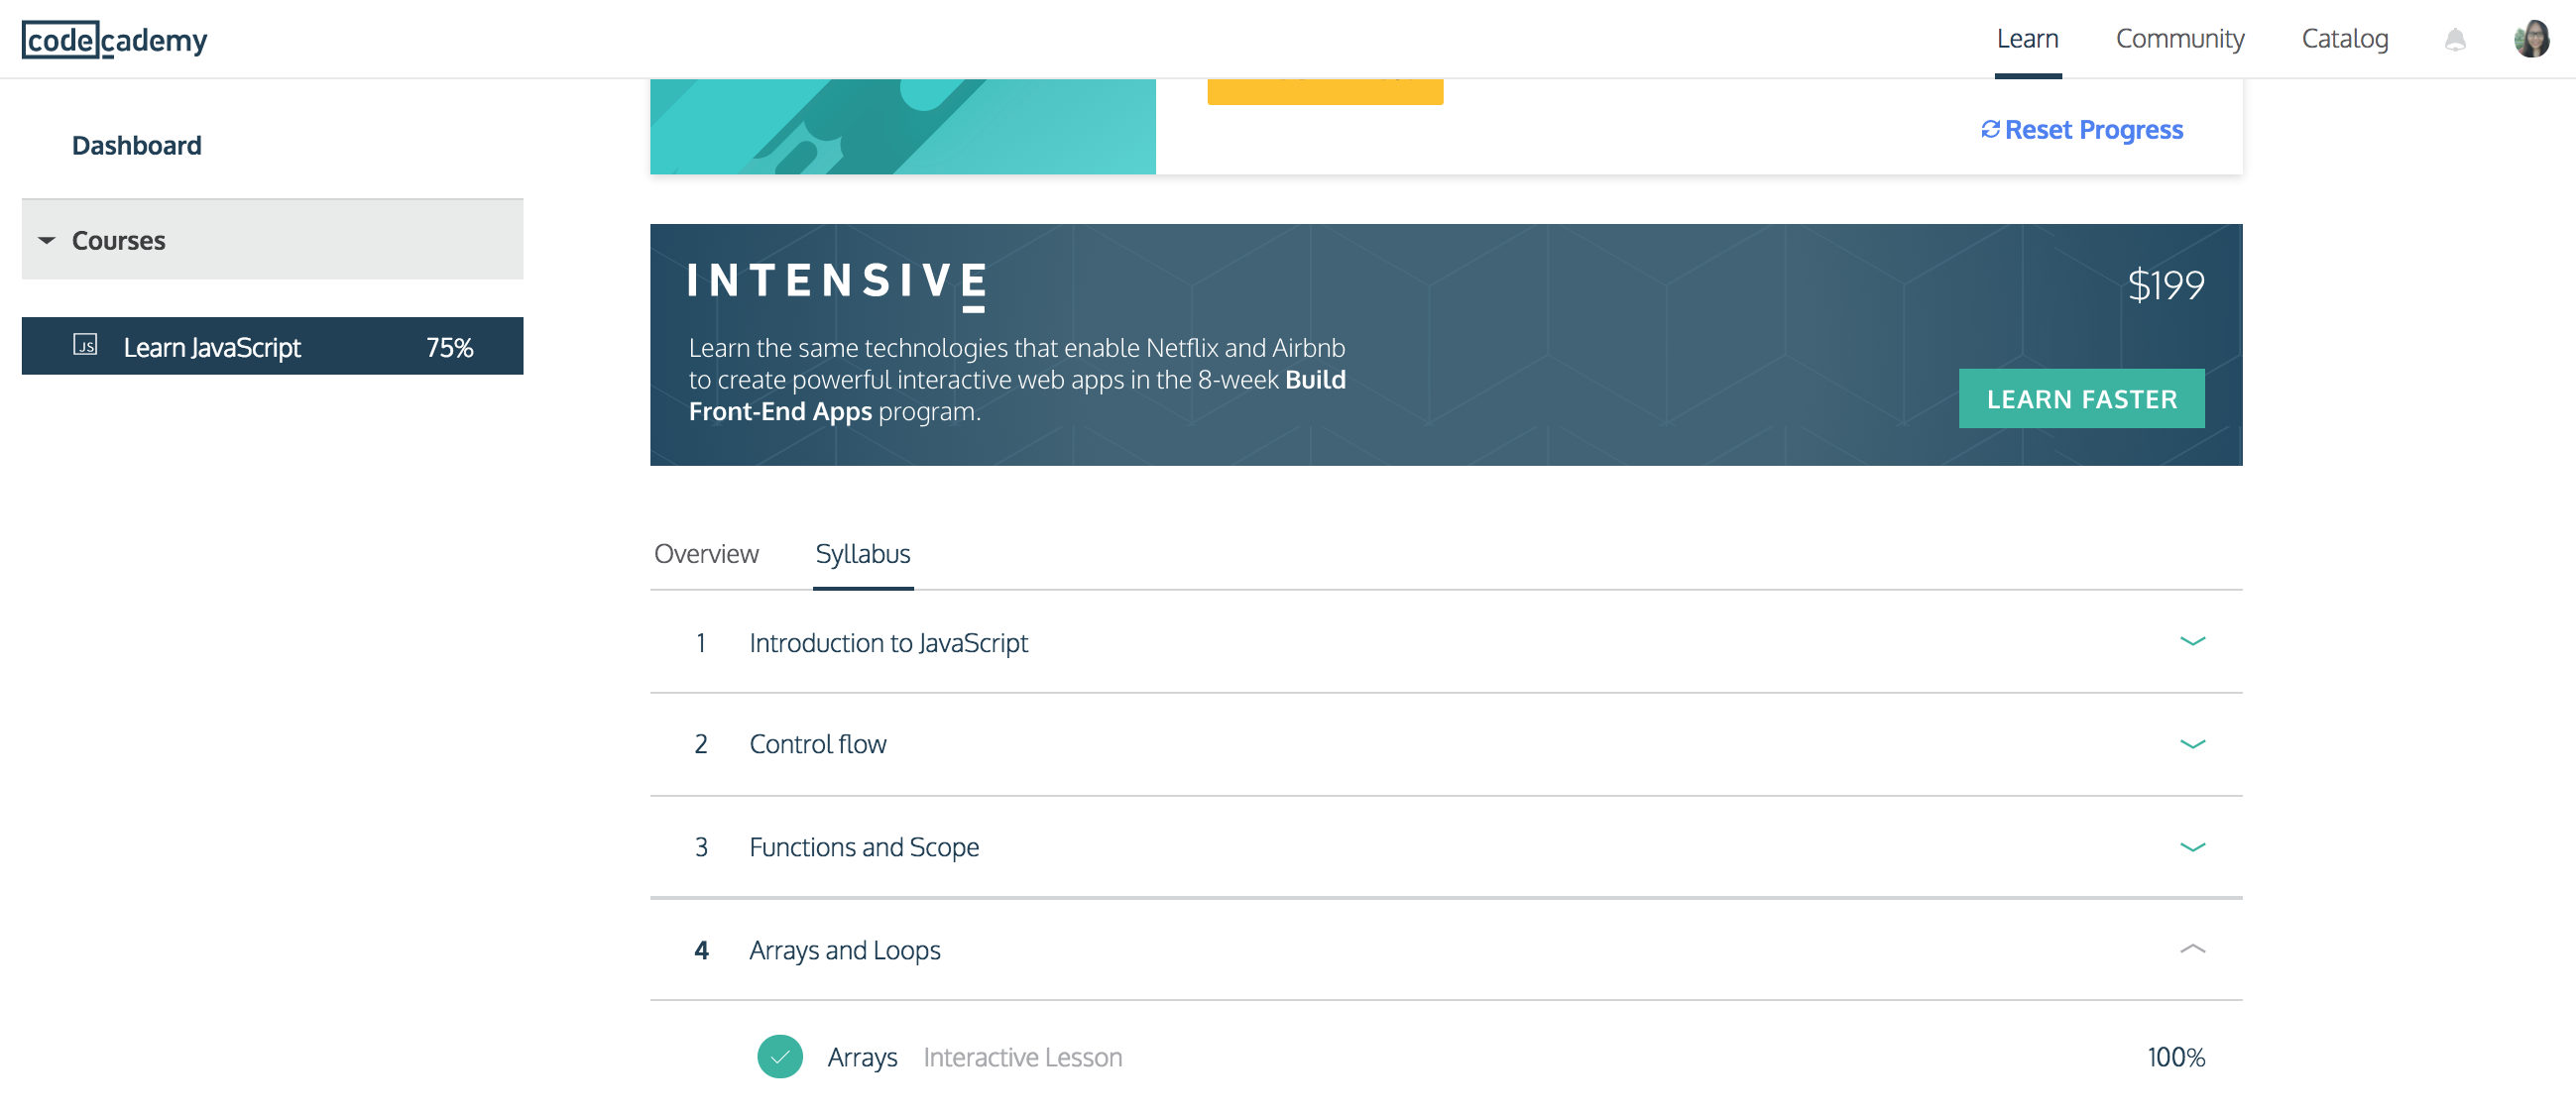 codecademy
Learn
Community
Catalog
Dashboard
Courses
JS
Learn JavaScript
75%
Reset Progress
INTENSIVE
$199
Learn the same technologies that enable Netflix and Airbnb
to create powerful interactive web apps in the 8-week Build
Front-End Apps program.
LEARN FASTER
Overview
Syllabus
1 Introduction to JavaScript
2 Control flow
3 Functions and Scope
4 Arrays and Loops
Arrays Interactive Lesson 100%